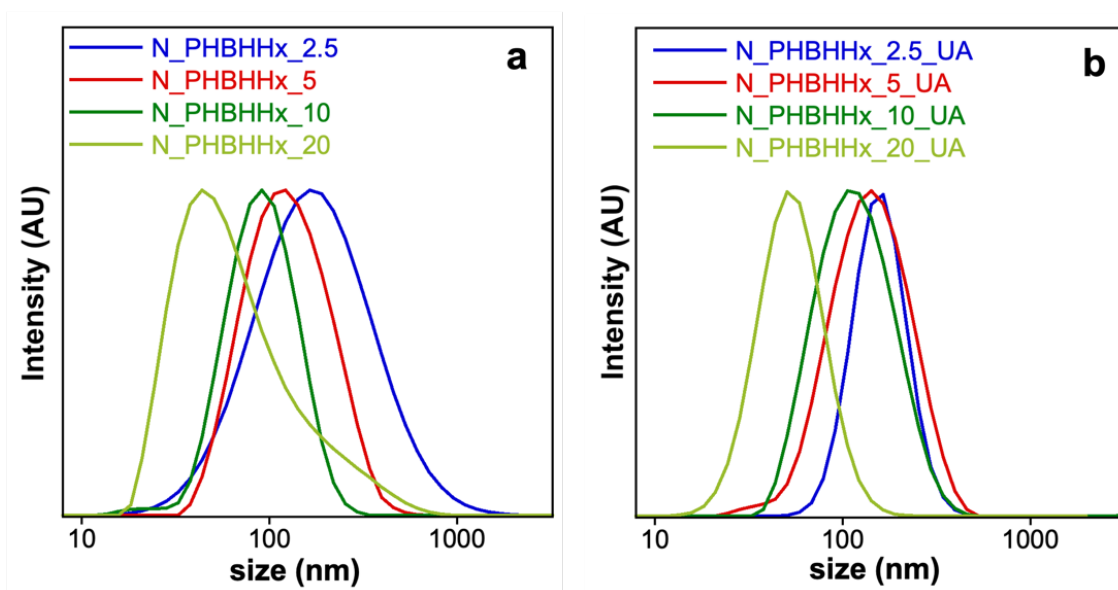 N_PHBHHx_2.5
N_PHBHHx_5
N_PHBHHx_10
N_PHBHHx_20
a
Intensity (AU)
10 100 1000
size (nm)
N_PHBHHx_2.5_UA
N_PHBHHx_5_UA
N_PHBHHx_10_UA
N_PHBHHx_20_UA
b
Intensity (AU)
10 100 1000
size (nm)